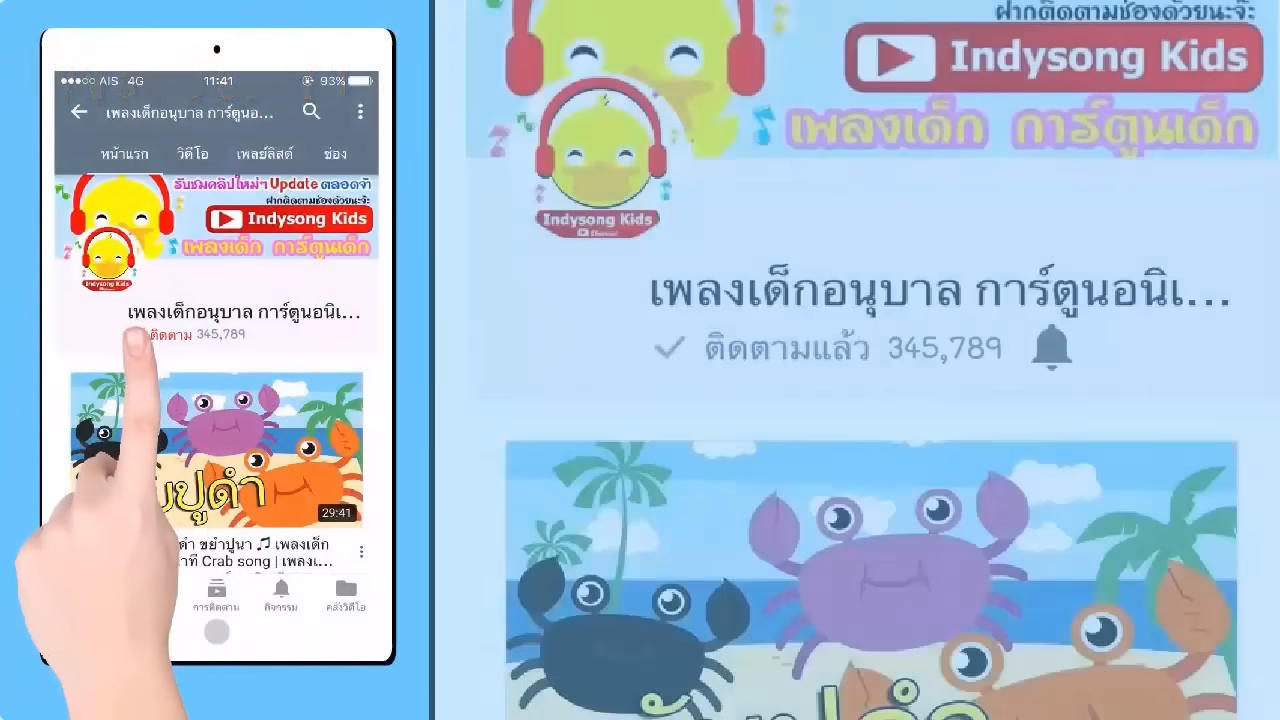 AIS 4G 11:41 93%
เพลงเด็กอนุบาล การ์ตูนอ...
หน้าแรก วิดีโอ เพลย์ลิสต์ ช่อง
รับชมคลิปใหม่ๆ Update ตลอดจ้า
ฝากติดตามช่องด้วยนะจ๊ะ
Indysong Kids
เพลงเด็ก การ์ตูนเด็ก
Indysong Kids
เพลงเด็กอนุบาล การ์ตูนอนิเ...
ติดตาม 345,789
ปูดำ
29:41
ดำ ขยำปูนา 🎵 เพลงเด็ก
ที Crab song | เพลงเ...
การติดตาม กิจกรรม คลังวิดีโอ
ฝากติดตามช่องด้วยนะจ๊ะ
Indysong Kids
เพลงเด็ก การ์ตูนเด็ก
Indysong Kids
Channel
เพลงเด็กอนุบาล การ์ตูนอนิเ...
ติดตามแล้ว 345,789